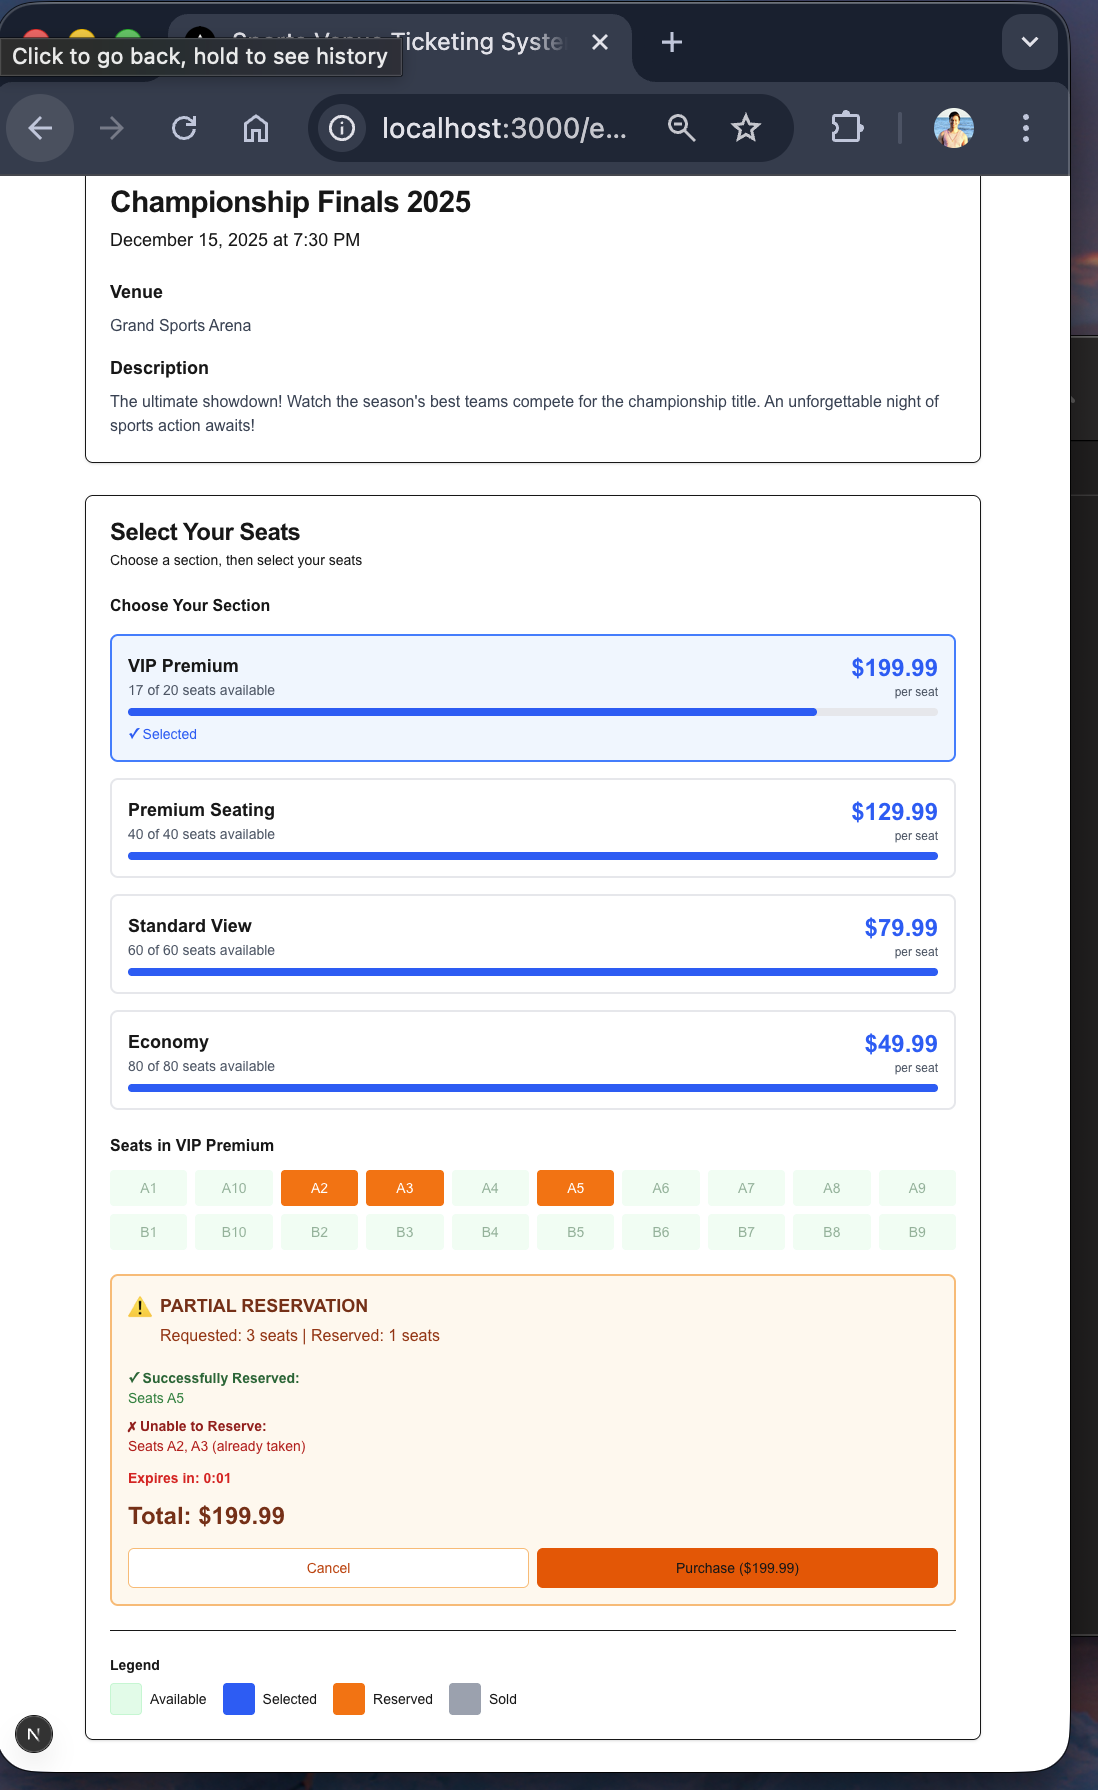 Ticketing Syste
Click to go back, hold to see history
localhost:3000/e...
Championship Finals 2025
December 15, 2025 at 7:30 PM
Venue
Grand Sports Arena
Description
The ultimate showdown! Watch the season's best teams compete for the championship title. An unforgettable night of
sports action awaits!
Select Your Seats
Choose a section, then select your seats
Choose Your Section
VIP Premium
$199.99
17 of 20 seats available
per seat
✓ Selected
Premium Seating
$129.99
40 of 40 seats available
per seat
Standard View
$79.99
60 of 60 seats available
per seat
Economy
$49.99
80 of 80 seats available
per seat
Seats in VIP Premium
A1 A10 A2 A3 A4 A5 A6 A7 A8 A9
B1 B10 B2 B3 B4 B5 B6 B7 B8 B9
⚠️ PARTIAL RESERVATION
Requested: 3 seats | Reserved: 1 seats
✓ Successfully Reserved:
Seats A5
✗ Unable to Reserve:
Seats A2, A3 (already taken)
Expires in: 0:01
Total: $199.99
Cancel
Purchase ($199.99)
Legend
Available Selected Reserved Sold
N